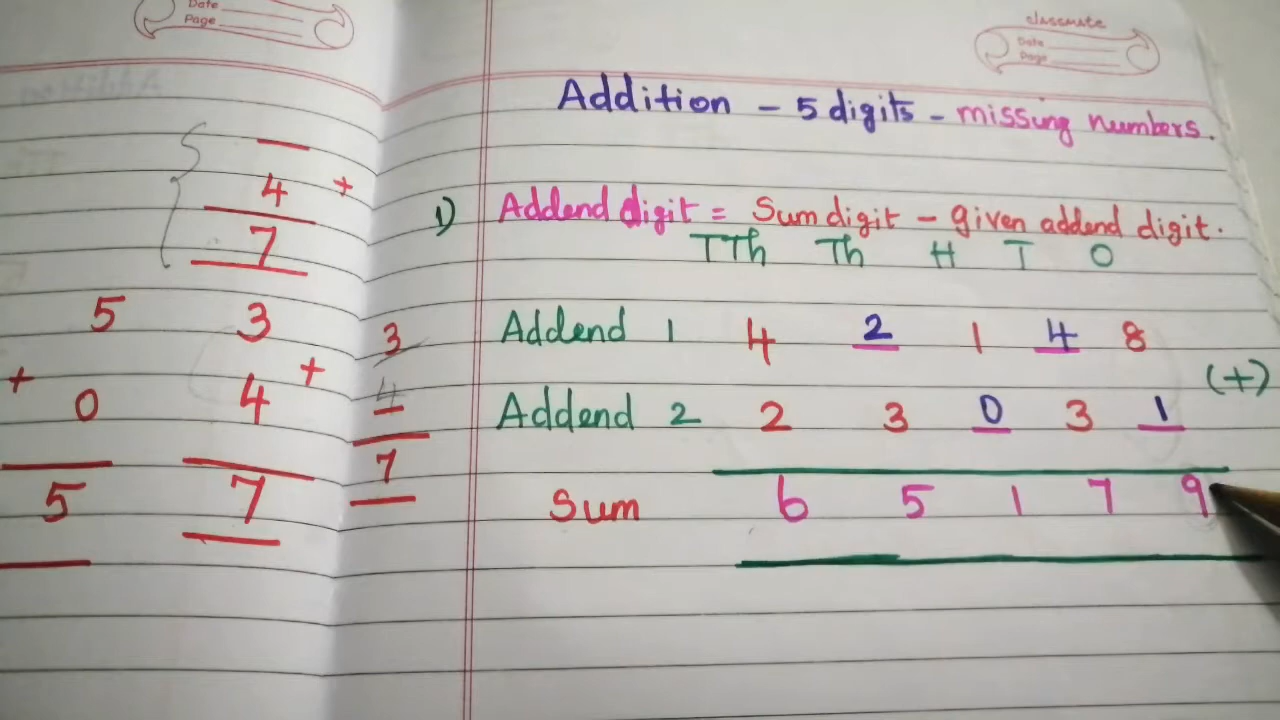 Date
Page
classmate
Date
Page
Addition - 5 digits - missing numbers.
1) Addend digit = Sum digit - given addend digit.
TTh Th H T O
Addend 1 4 2 1 4 8
(+)
Addend 2 2 3 0 3 1
Sum 6 5 1 7 9
4 +
7
5 3 3
+ 0 4 + 4
5 7 7